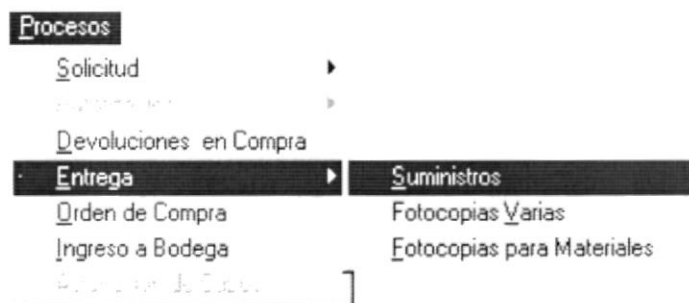 Procesos
Solicitud
Devoluciones en Compra
Entrega
Suministros
Orden de Compra
Fotocopias Varias
Ingreso a Bodega
Fotocopias para Materiales